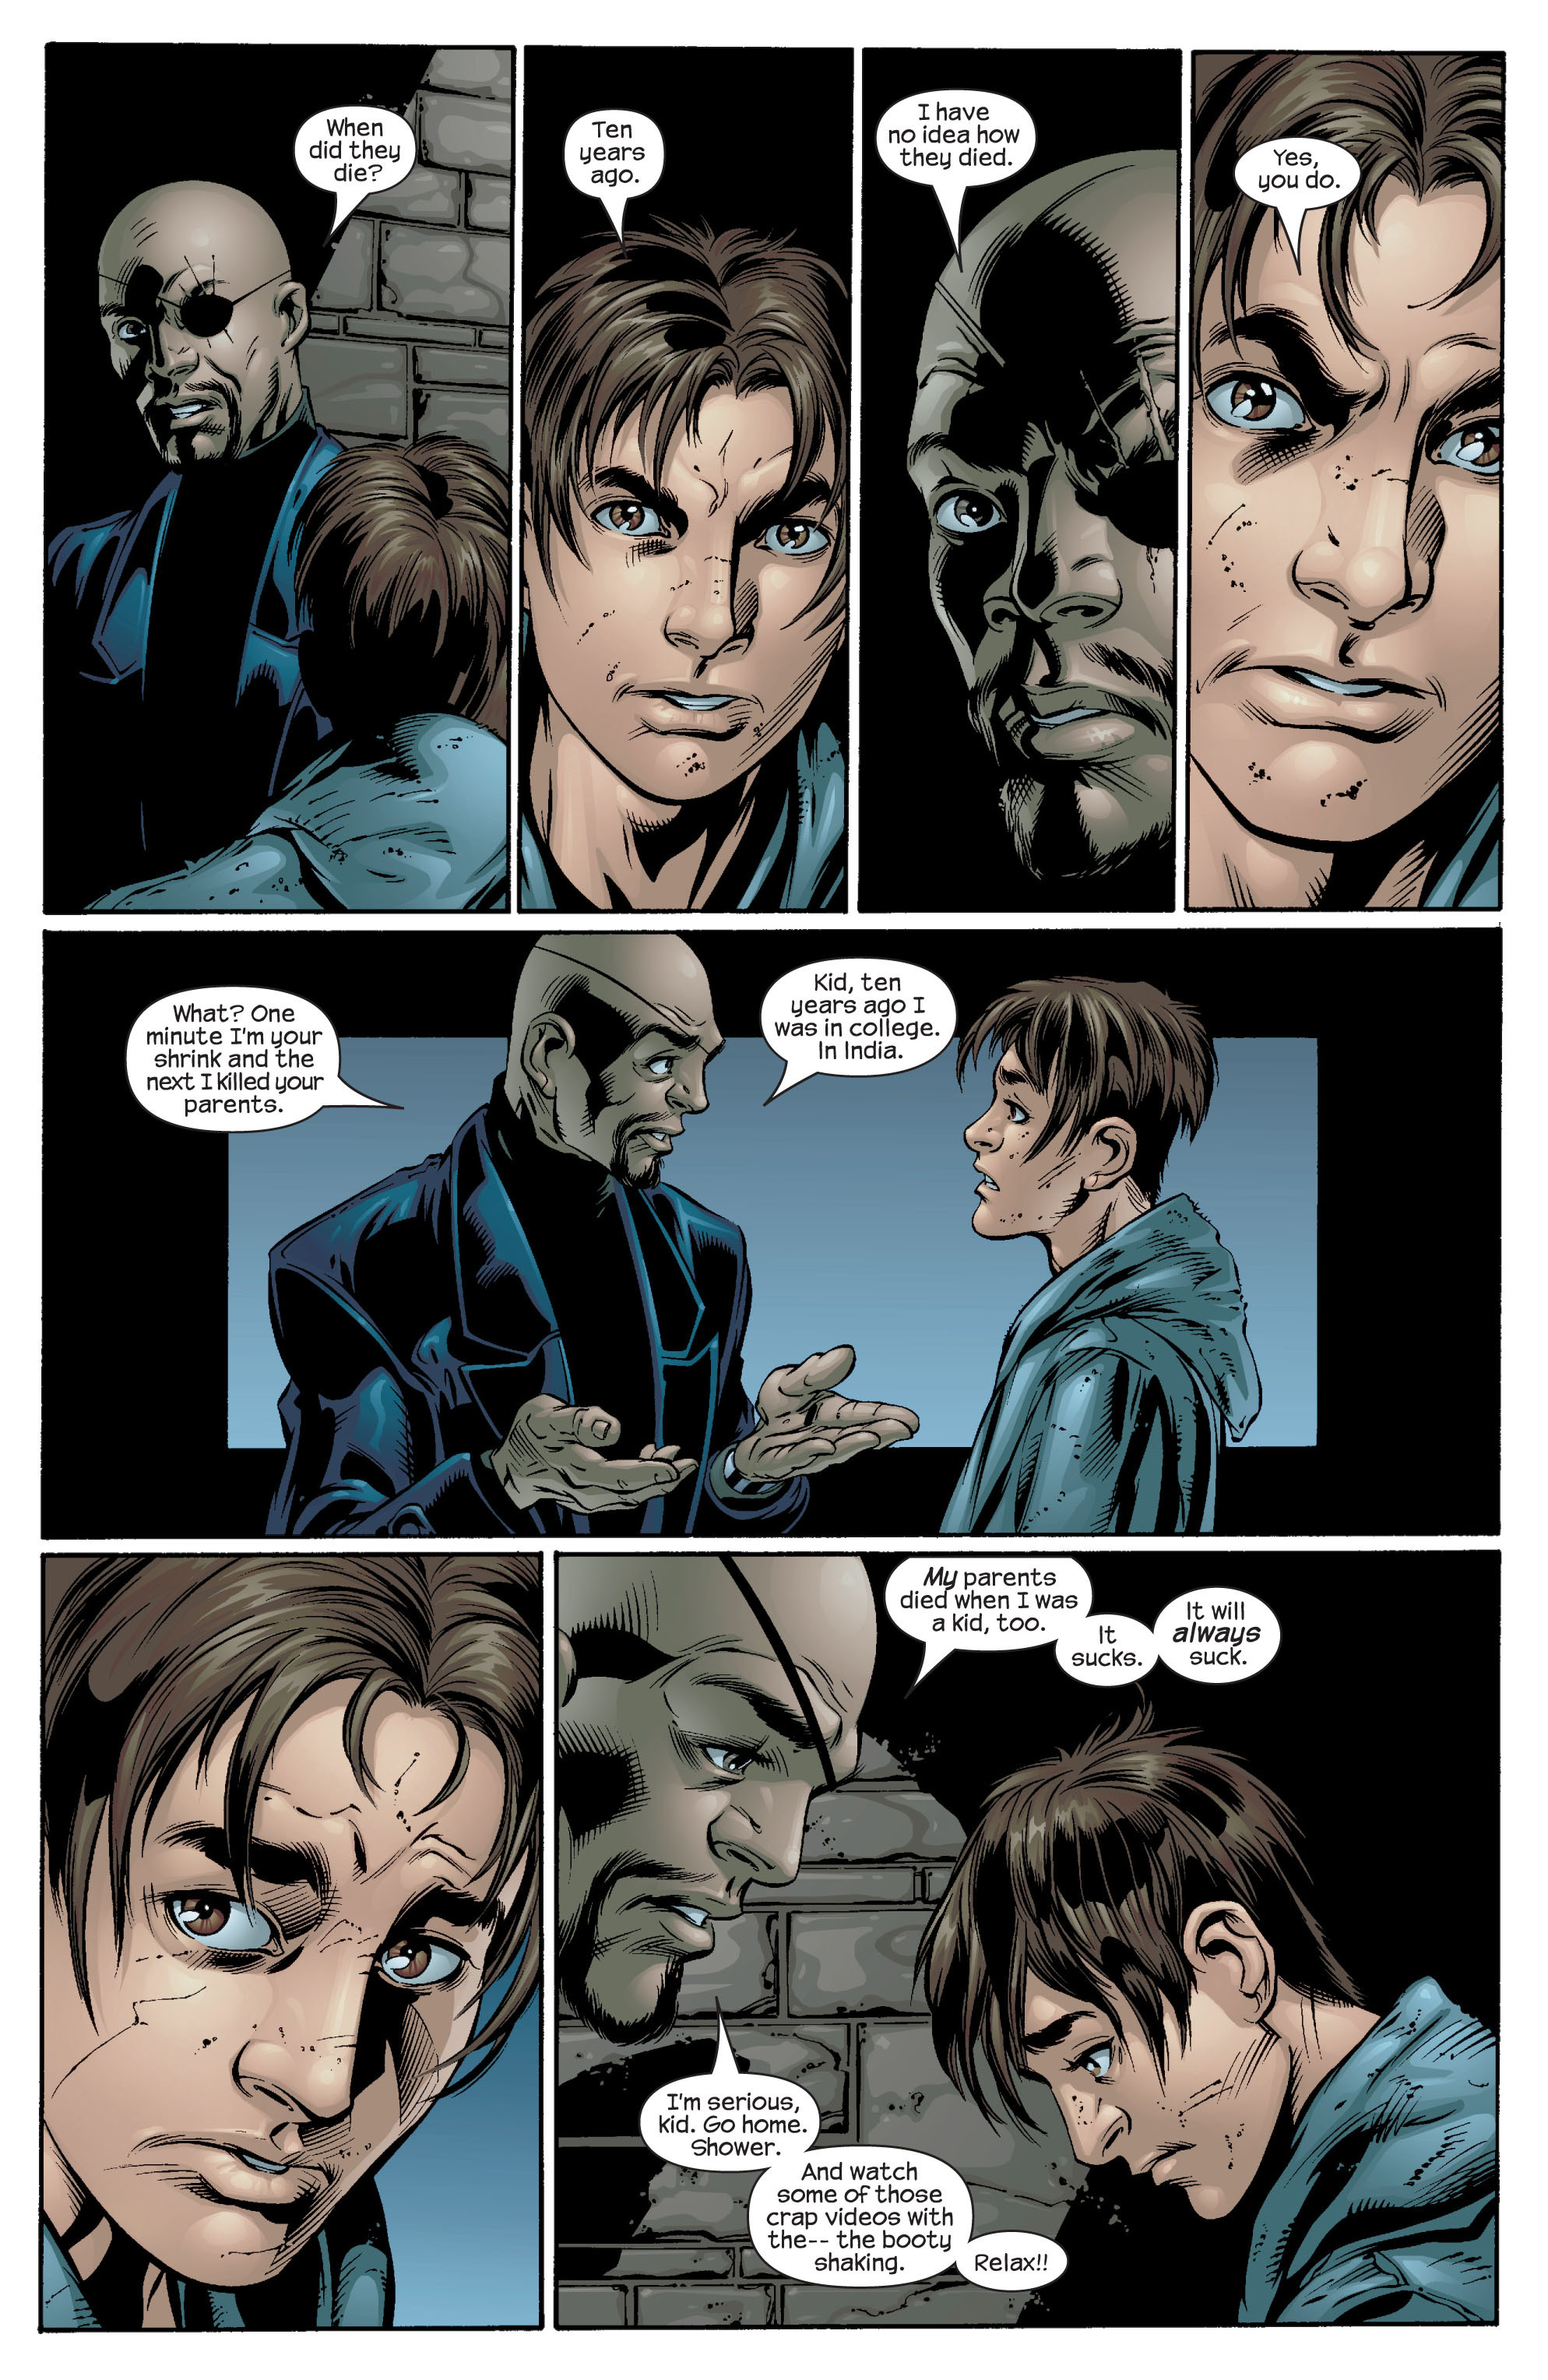 When
did they
die?
Ten
years
ago.
I have
no idea how
they died.
Yes,
you do.
What? One
minute I'm your
shrink and the
next I killed your
parents.
Kid, ten
years ago I
was in college.
In India.
My parents
died when I was
a kid, too.
It
sucks.
It will
always
suck.
I'm serious,
kid. Go home.
Shower.
And watch
some of those
crap videos with
the-- the booty
shaking.
Relax!!